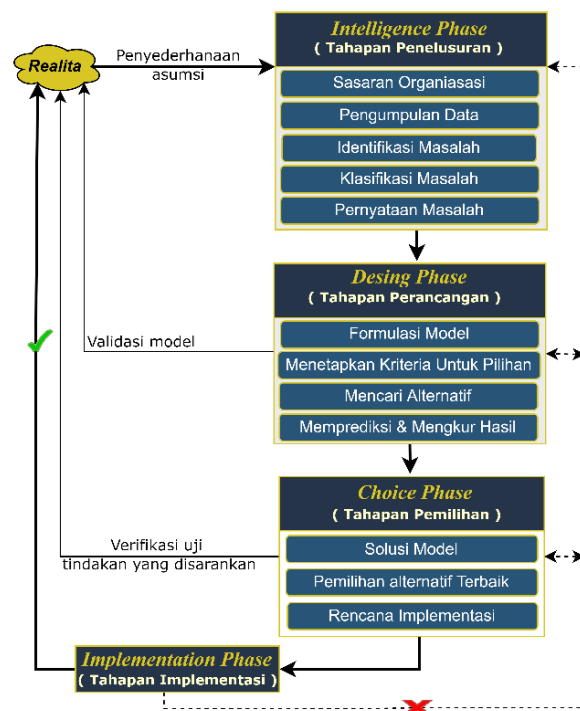 Intelligence Phase
( Tahapan Penelusuran )
Realita
Penyederhanaan
asumsi
Sasaran Organiasasi
Pengumpulan Data
Identifikasi Masalah
Klasifikasi Masalah
Pernyataan Masalah
Desing Phase
( Tahapan Perancangan )
Validasi model
Formulasi Model
Menetapkan Kriteria Untuk Pilihan
Mencari Alternatif
Memprediksi & Mengkur Hasil
Choice Phase
( Tahapan Pemilihan )
Verifikasi uji
tindakan yang disarankan
Solusi Model
Pemilihan alternatif Terbaik
Rencana Implementasi
Implementation Phase
( Tahapan Implementasi )